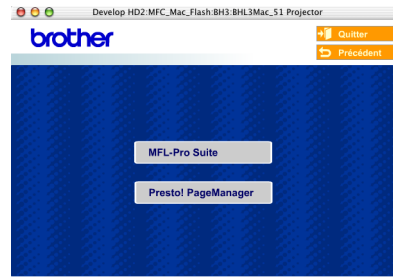 Develop HD2:MFC_Mac_Flash:BH3:BHL3Mac_51 Projector
brother
Quitter
Précédent
MFL-Pro Suite
Presto! PageManager